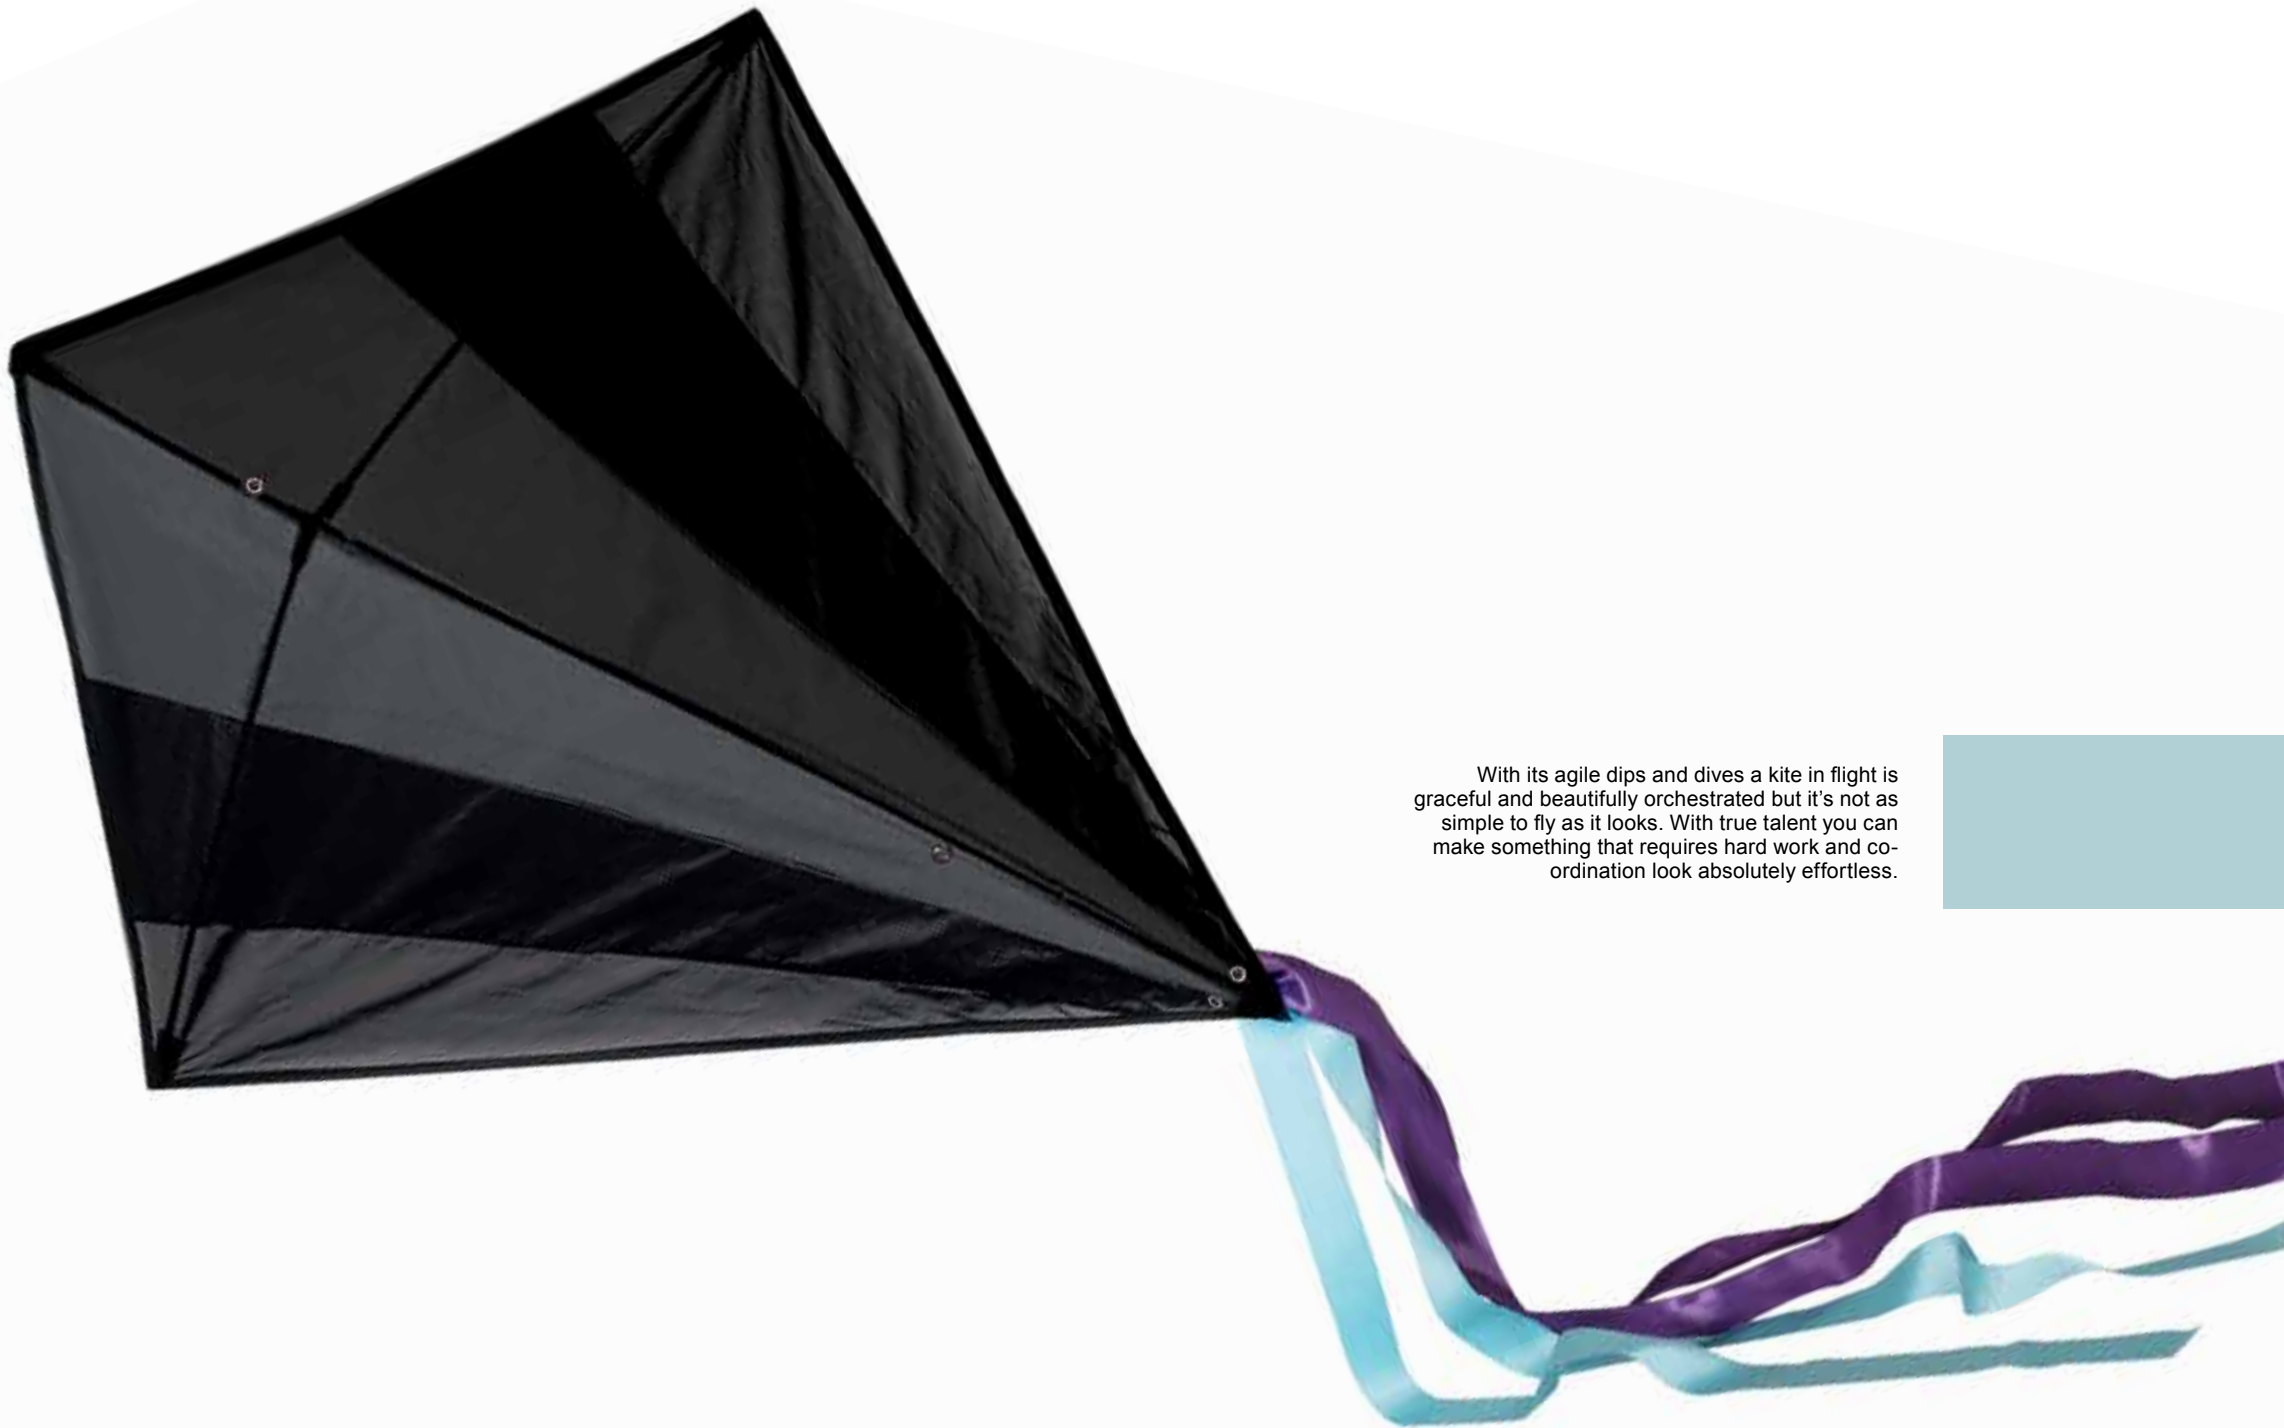 With its agile dips and dives a kite in flight is
graceful and beautifully orchestrated but it’s not as
simple to fly as it looks. With true talent you can
make something that requires hard work and co-
ordination look absolutely effortless.